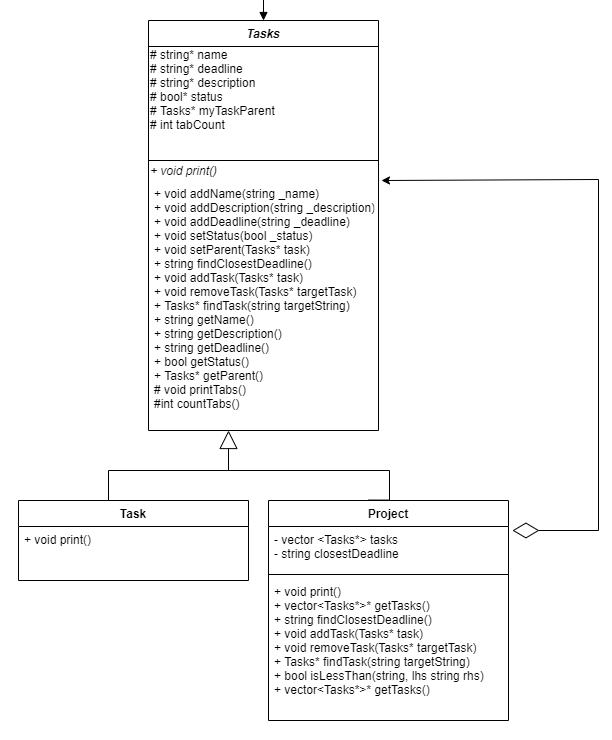 Tasks
# string* name
# string* deadline
# string* description
# bool* status
# Tasks* myTaskParent
# int tabCount
+ void print()
+ void addName(string _name)
+ void addDescription(string _description)
+ void addDeadline(string _deadline)
+ void setStatus(bool _status)
+ void setParent(Tasks* task)
+ string findClosestDeadline()
+ void addTask(Tasks* task)
+ void removeTask(Tasks* targetTask)
+ Tasks* findTask(string targetString)
+ string getName()
+ string getDescription()
+ string getDeadline()
+ bool getStatus()
+ Tasks* getParent()
# void printTabs()
#int countTabs()
Task
+ void print()
Project
- vector <Tasks*> tasks
- string closestDeadline
+ void print()
+ vector<Tasks*>* getTasks()
+ string findClosestDeadline()
+ void addTask(Tasks* task)
+ void removeTask(Tasks* targetTask)
+ Tasks* findTask(string targetString)
+ bool isLessThan(string, lhs string rhs)
+ vector<Tasks*>* getTasks()